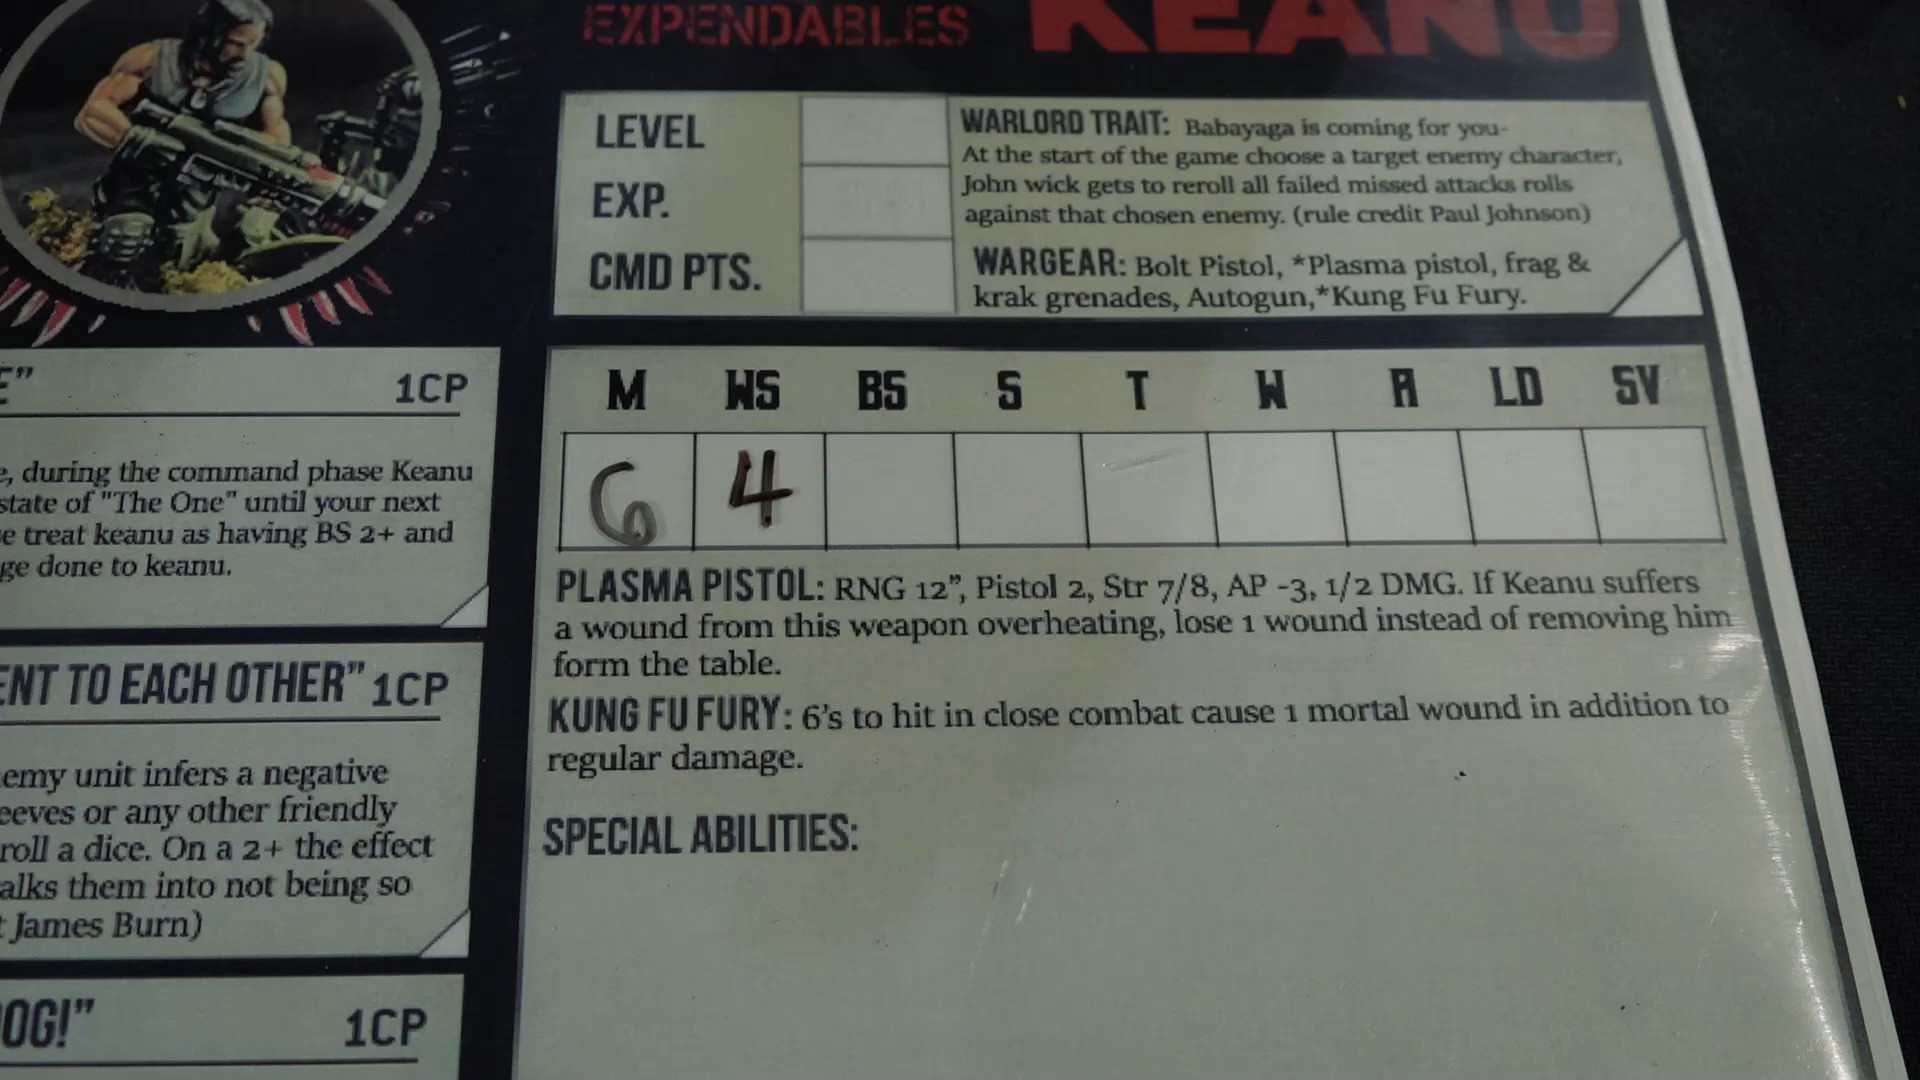 EXPENDABLES KEANU
LEVEL
EXP.
CMD PTS.
WARLORD TRAIT: Babayaga is coming for you-
At the start of the game choose a target enemy character,
John wick gets to reroll all failed missed attacks rolls
against that chosen enemy. (rule credit Paul Johnson)
WARGEAR: Bolt Pistol, *Plasma pistol, frag &
krak grenades, Autogun,*Kung Fu Fury.
M WS BS S T W A LD SV
6 4
PLASMA PISTOL: RNG 12”, Pistol 2, Str 7/8, AP -3, 1/2 DMG. If Keanu suffers
a wound from this weapon overheating, lose 1 wound instead of removing him
form the table.
KUNG FU FURY: 6’s to hit in close combat cause 1 mortal wound in addition to
regular damage.
SPECIAL ABILITIES:
E” 1CP
, during the command phase Keanu
state of "The One" until your next
treat keanu as having BS 2+ and
ge done to keanu.
ENT TO EACH OTHER” 1CP
emy unit infers a negative
eeves or any other friendly
roll a dice. On a 2+ the effect
alks them into not being so
James Burn)
OG!” 1CP